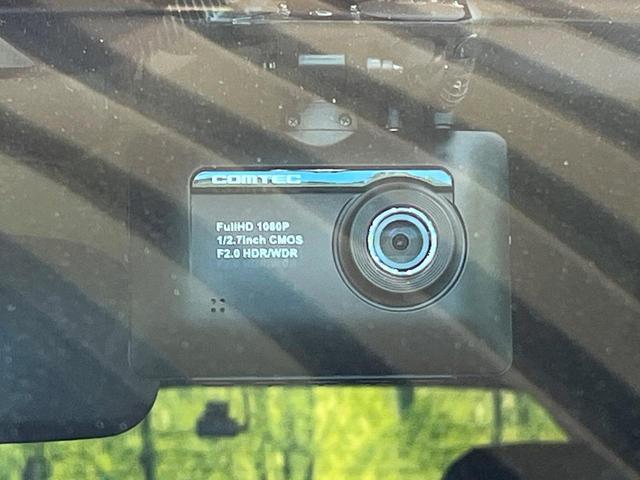 COMTEC
FullHD 1080P
1/2.7inch CMOS
F2.0 HDR/WDR